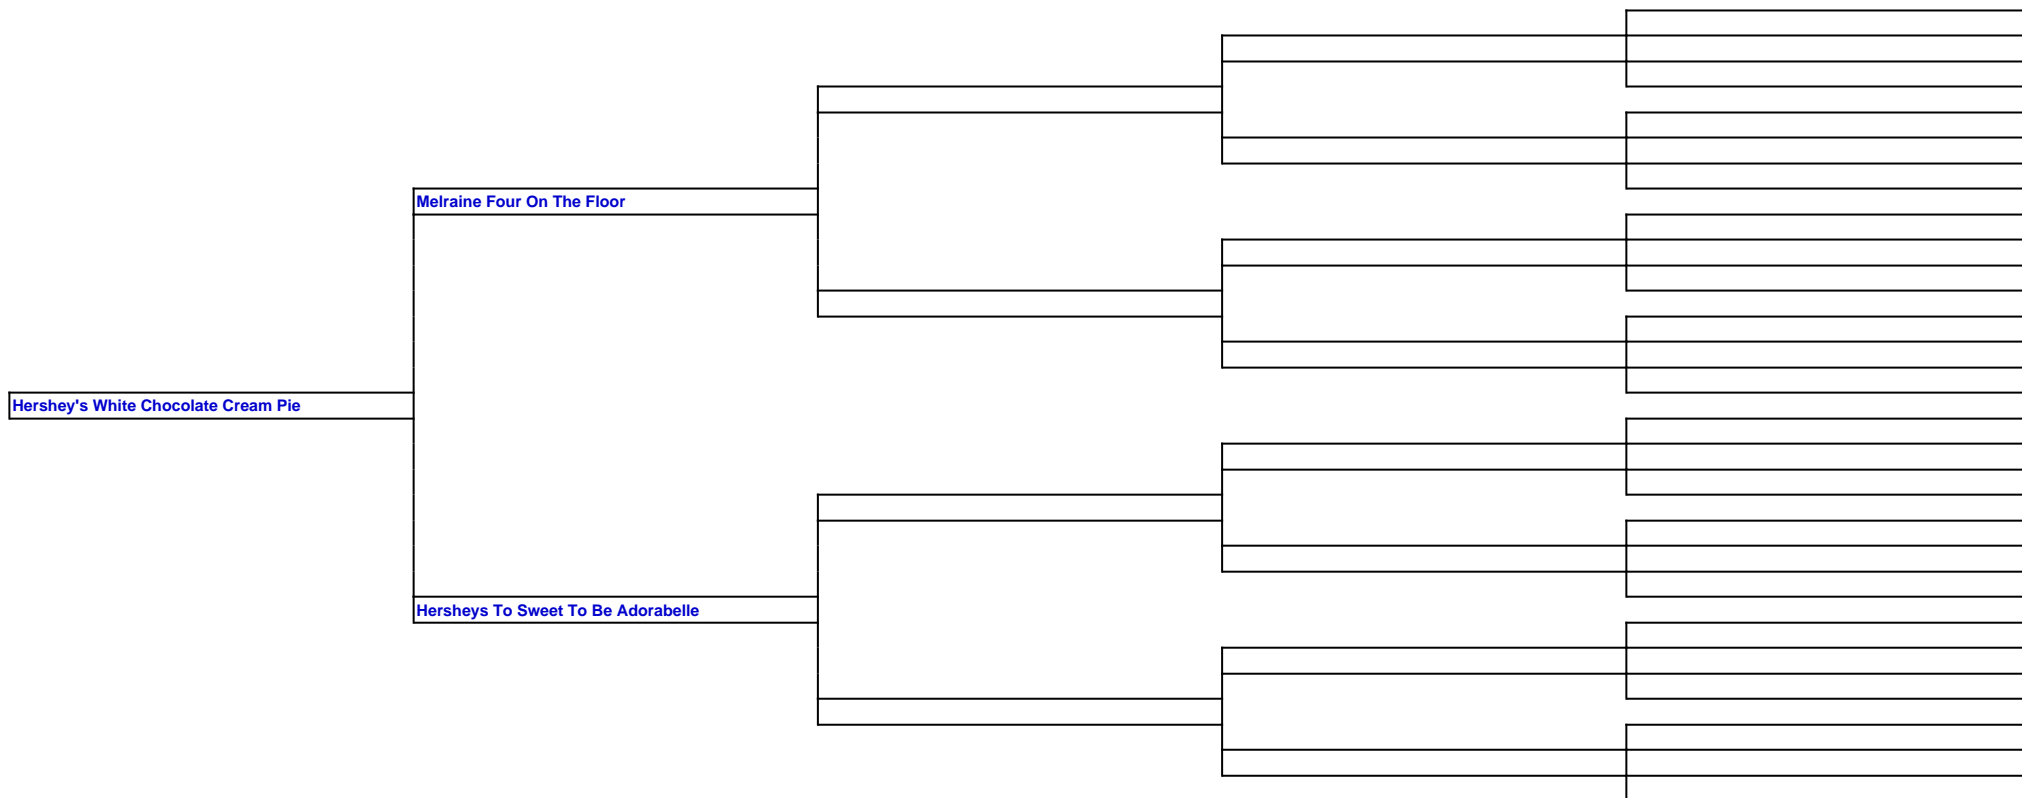 Melraine Four On The Floor
Hershey's White Chocolate Cream Pie
Hersheys To Sweet To Be Adorabelle